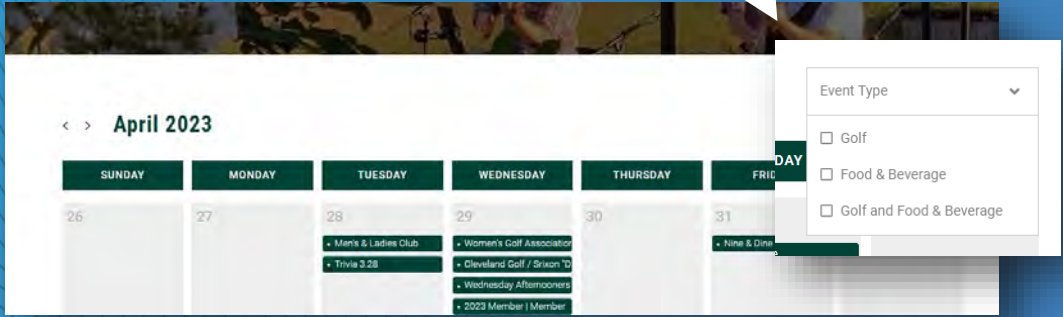 Event Type
Golf
Food & Beverage
Golf and Food & Beverage
< > April 2023
SUNDAY MONDAY TUESDAY WEDNESDAY THURSDAY FRID DAY
26 27 28 29 30 31
• Men's & Ladies Club • Women's Golf Association • Nine & Dine
• Trivia 3.28 • Cleveland Golf / Srixon "D
• Wednesday Afternooners
• 2023 Member | Member